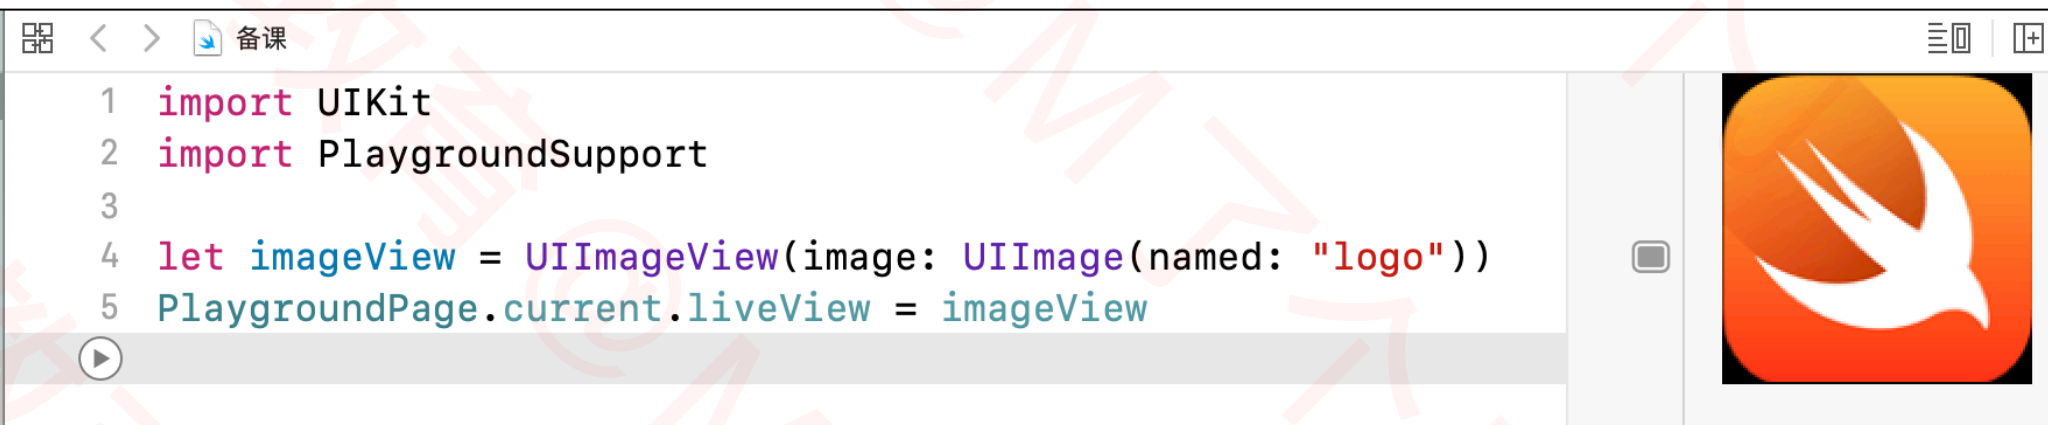 备课
1 import UIKit
2 import PlaygroundSupport
3
4 let imageView = UIImageView(image: UIImage(named: "logo"))
5 PlaygroundPage.current.liveView = imageView